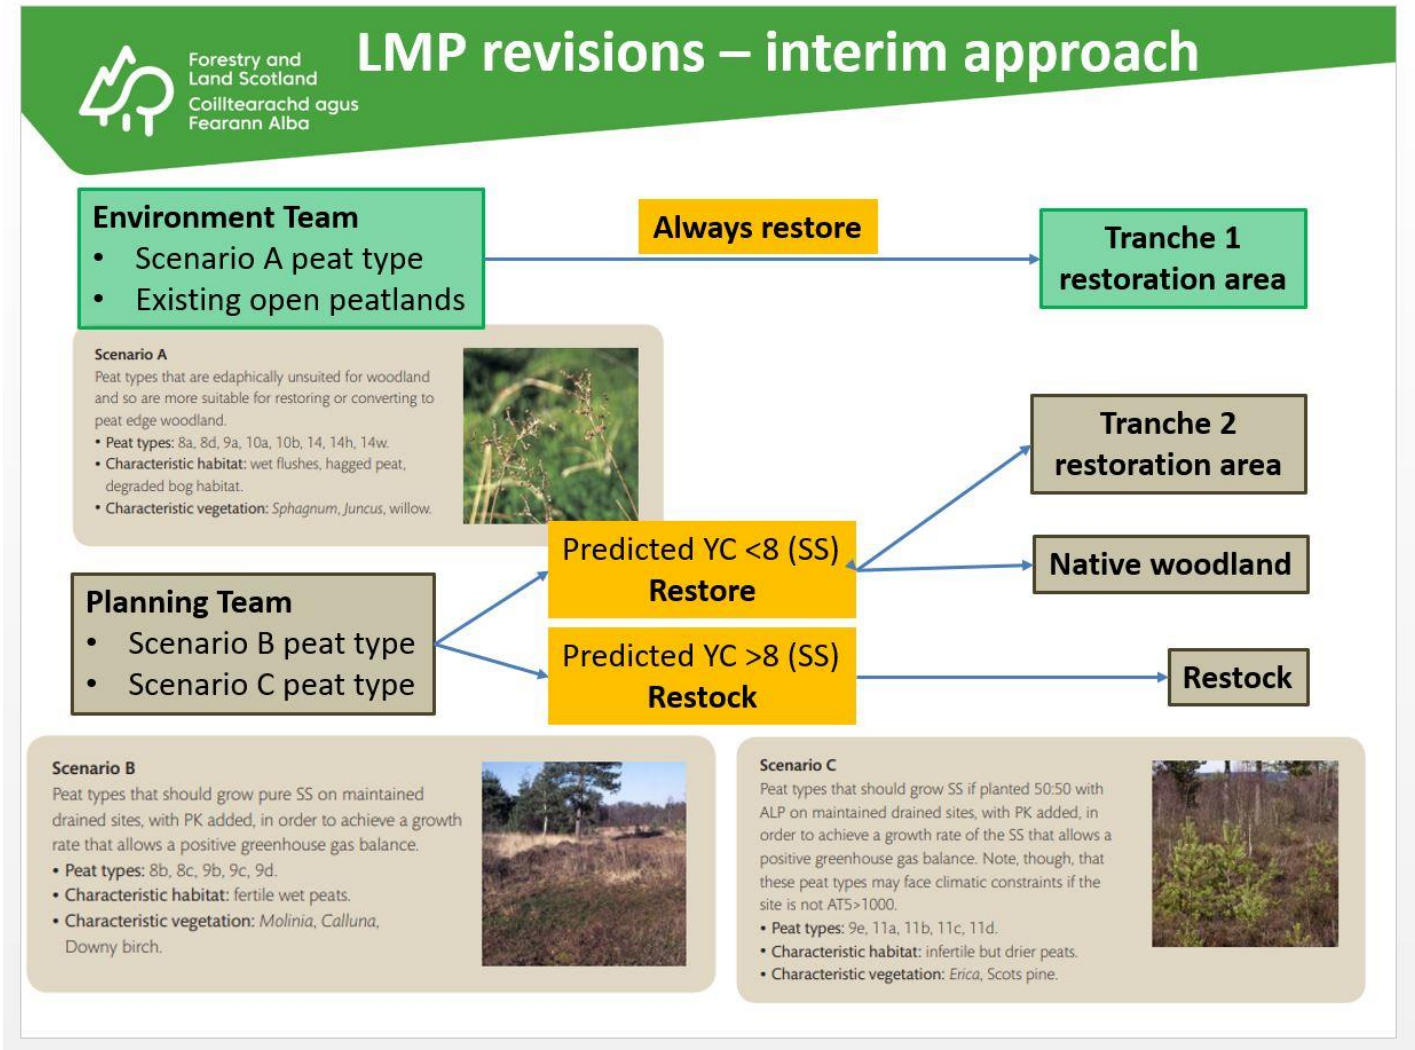 LMP revisions – interim approach
Forestry and
Land Scotland
Coilltearachd agus
Fearann Alba
Environment Team
• Scenario A peat type
• Existing open peatlands
Always restore
Tranche 1
restoration area
Scenario A
Peat types that are edaphically unsuited for woodland
and so are more suitable for restoring or converting to
peat edge woodland.
• Peat types: 8a, 8d, 9a, 10a, 10b, 14, 14h, 14w.
• Characteristic habitat: wet flushes, hagged peat,
degraded bog habitat.
• Characteristic vegetation: Sphagnum, Juncus, willow.
Tranche 2
restoration area
Predicted YC <8 (SS)
Restore
Native woodland
Planning Team
• Scenario B peat type
• Scenario C peat type
Predicted YC >8 (SS)
Restock
Restock
Scenario B
Peat types that should grow pure SS on maintained
drained sites, with PK added, in order to achieve a growth
rate that allows a positive greenhouse gas balance.
• Peat types: 8b, 8c, 9b, 9c, 9d.
• Characteristic habitat: fertile wet peats.
• Characteristic vegetation: Molinia, Calluna,
Downy birch.
Scenario C
Peat types that should grow SS if planted 50:50 with
ALP on maintained drained sites, with PK added, in
order to achieve a growth rate of the SS that allows a
positive greenhouse gas balance. Note, though, that
these peat types may face climatic constraints if the
site is not AT5>1000.
• Peat types: 9e, 11a, 11b, 11c, 11d.
• Characteristic habitat: infertile but drier peats.
• Characteristic vegetation: Erica, Scots pine.